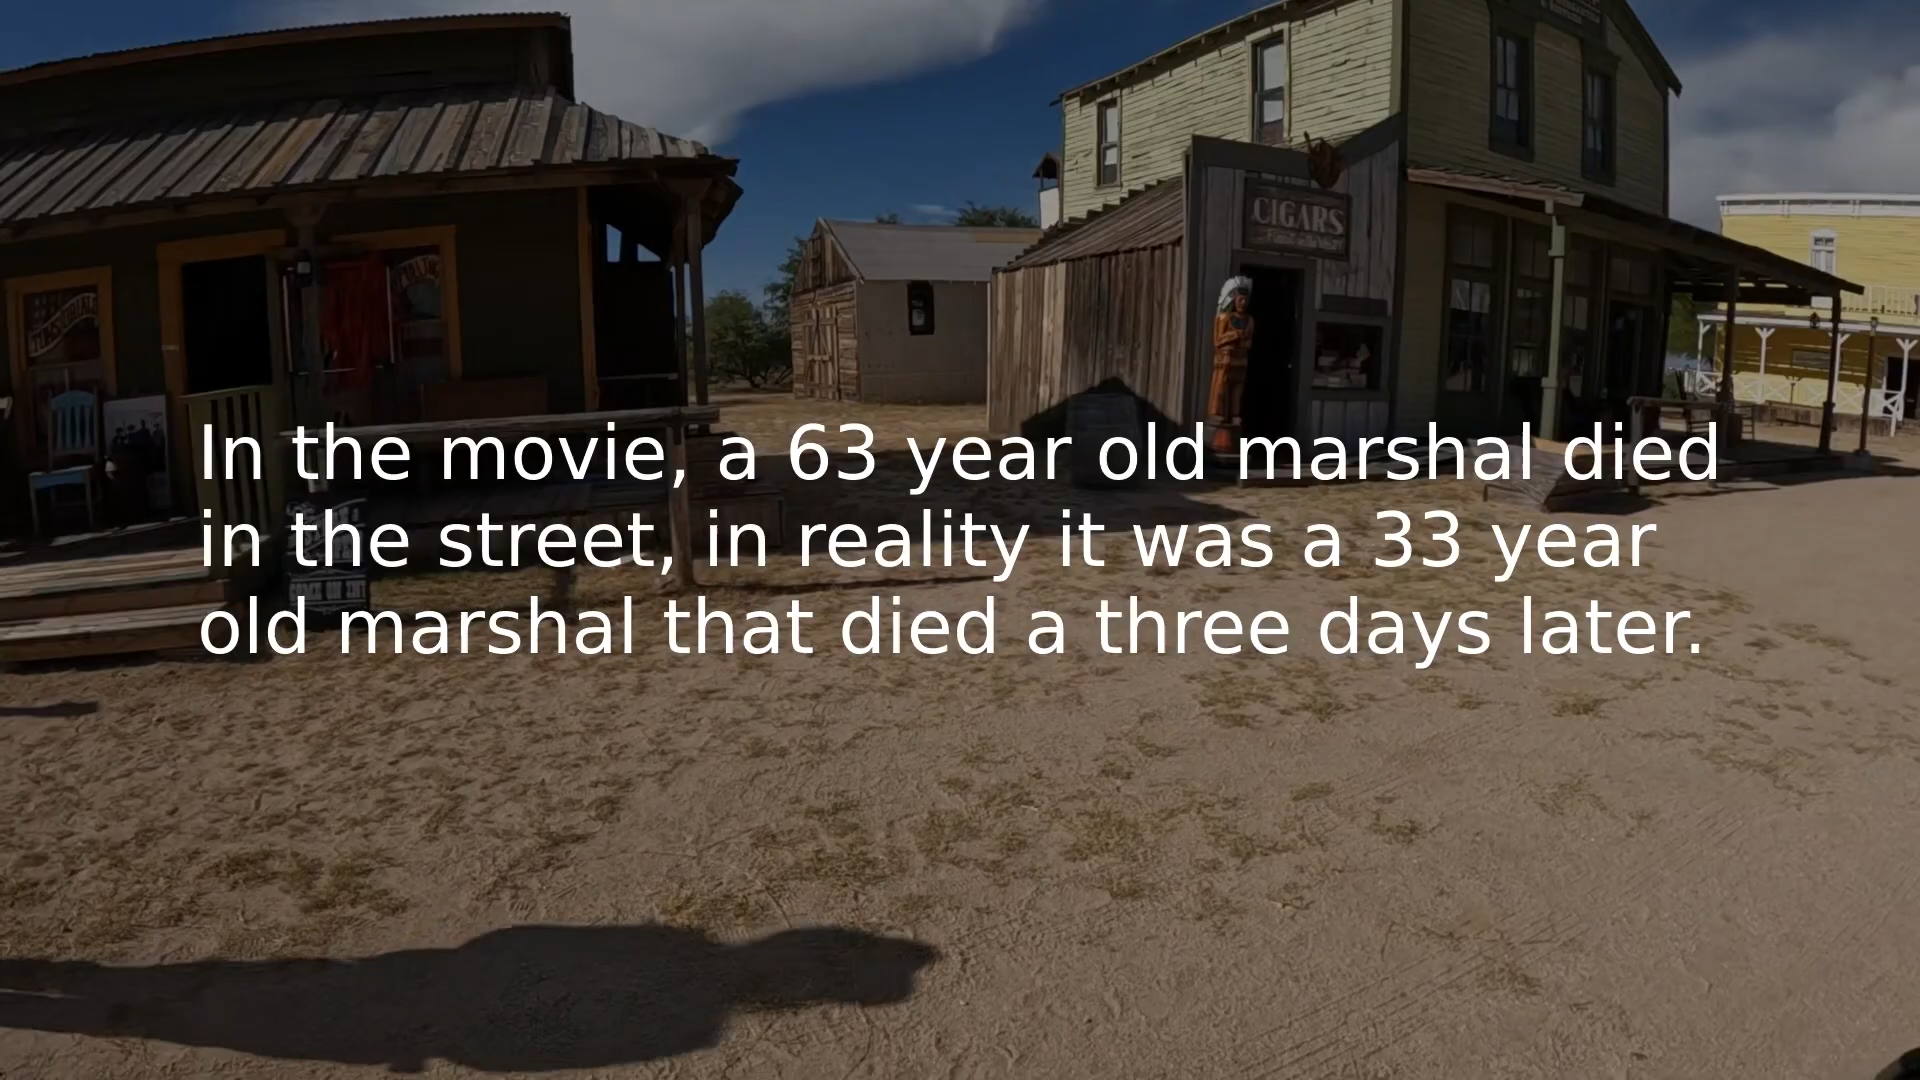 CIGARS
In the movie, a 63 year old marshal died
in the street, in reality it was a 33 year
old marshal that died a three days later.